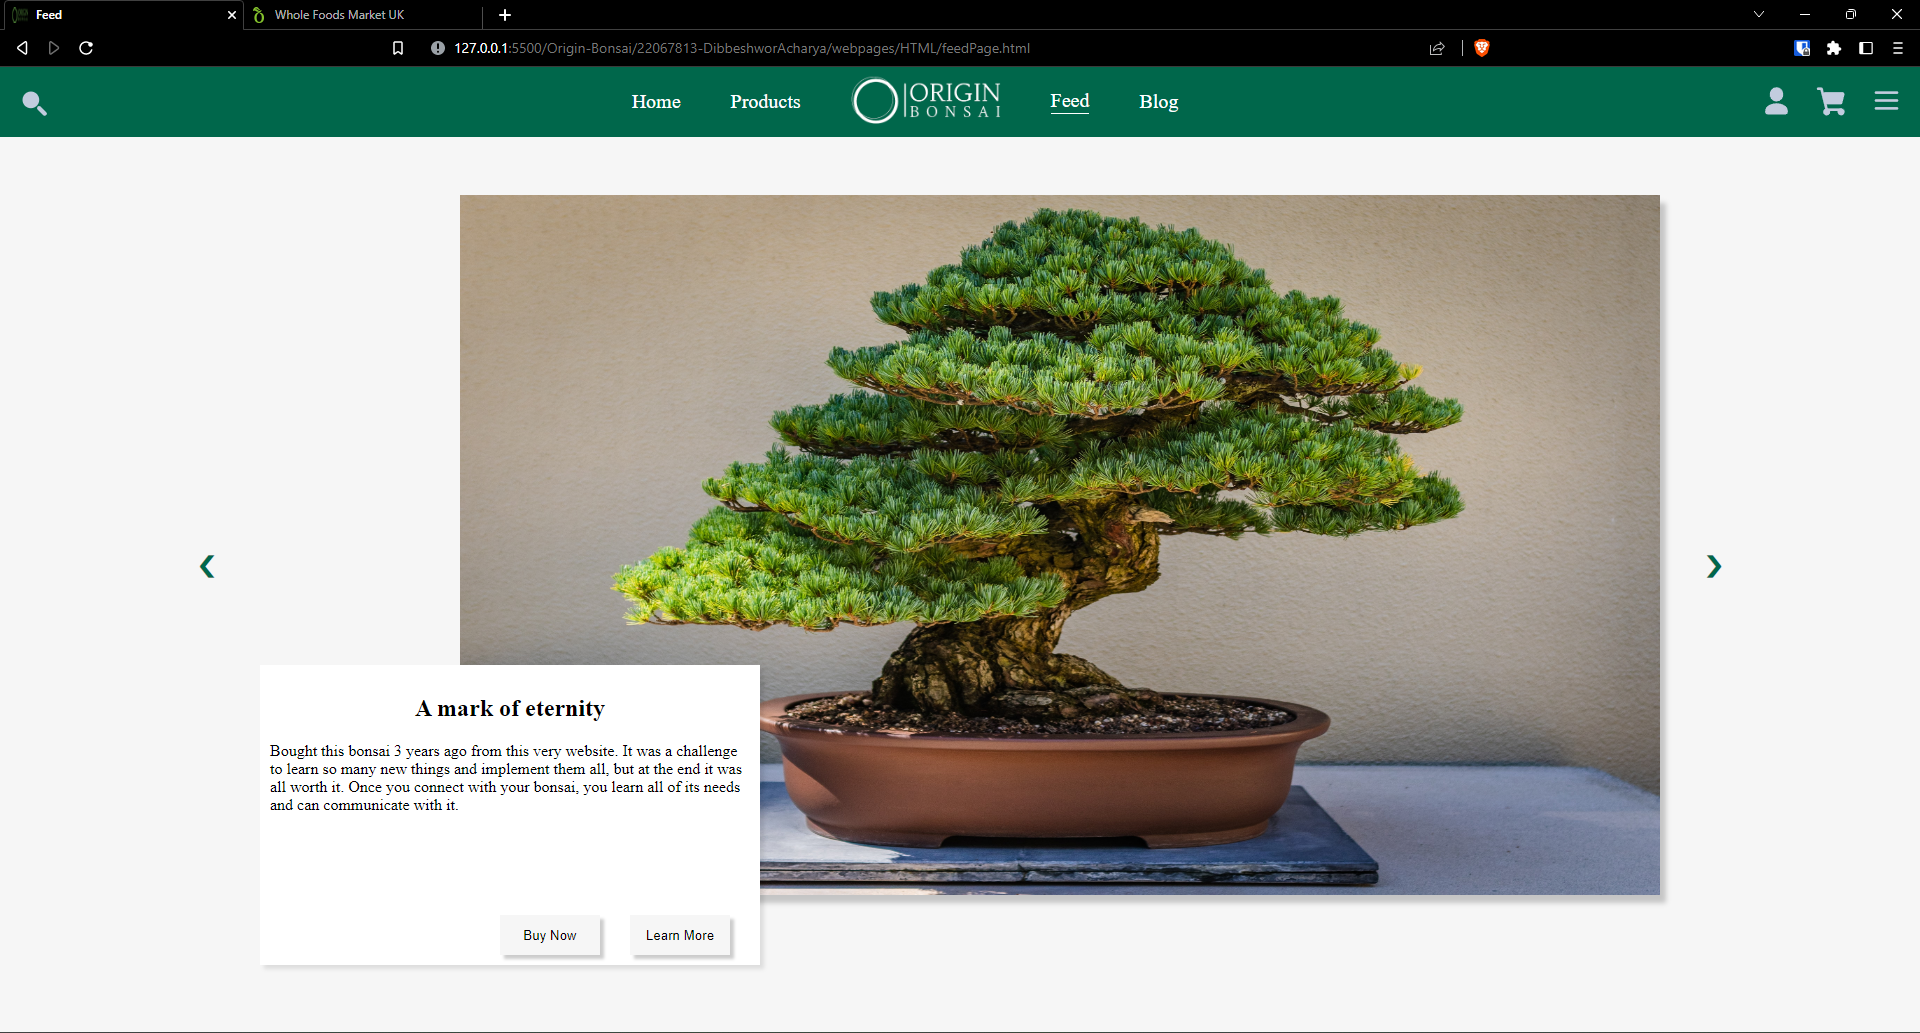 Feed
Whole Foods Market UK
127.0.0.1:5500/Origin-Bonsai/22067813-DibbeshworAcharya/webpages/HTML/feedPage.html
Home
Products
ORIGIN
BONSAI
Feed
Blog
A mark of eternity
Bought this bonsai 3 years ago from this very website. It was a challenge
to learn so many new things and implement them all, but at the end it was
all worth it. Once you connect with your bonsai, you learn all of its needs
and can communicate with it.
Buy Now
Learn More